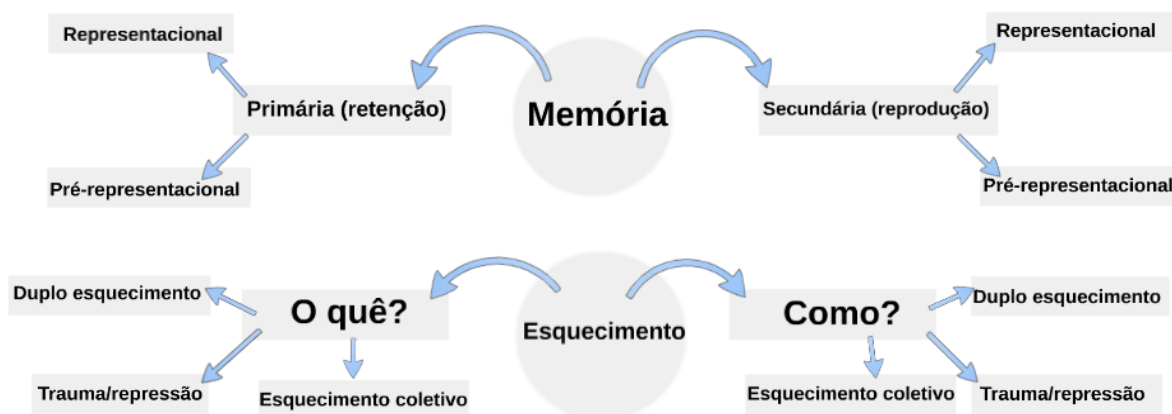 Representacional
Representacional
Primária (retenção)
Memória
Secundária (reprodução)
Pré-representacional
Pré-representacional
Duplo esquecimento
O quê?
Esquecimento
Como?
Duplo esquecimento
Trauma/repressão
Esquecimento coletivo
Esquecimento coletivo
Trauma/repressão